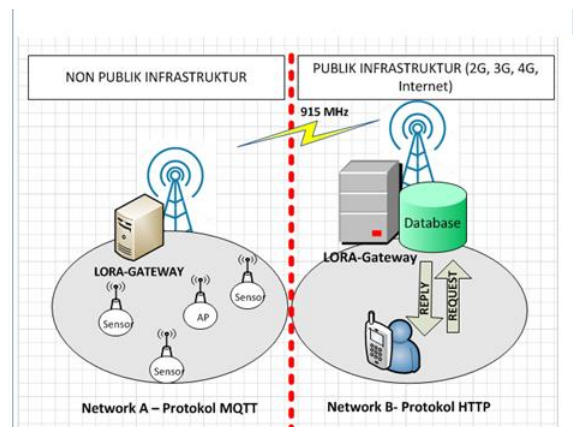 NON PUBLIK INFRASTRUKTUR
PUBLIK INFRASTRUKTUR (2G, 3G, 4G,
Internet)
915 MHz
Database
LORA-GATEWAY
LORA-Gateway
Sensor
Sensor
AP
Sensor
REPLY
REQUEST
Network A – Protokol MQTT
Network B- Protokol HTTP